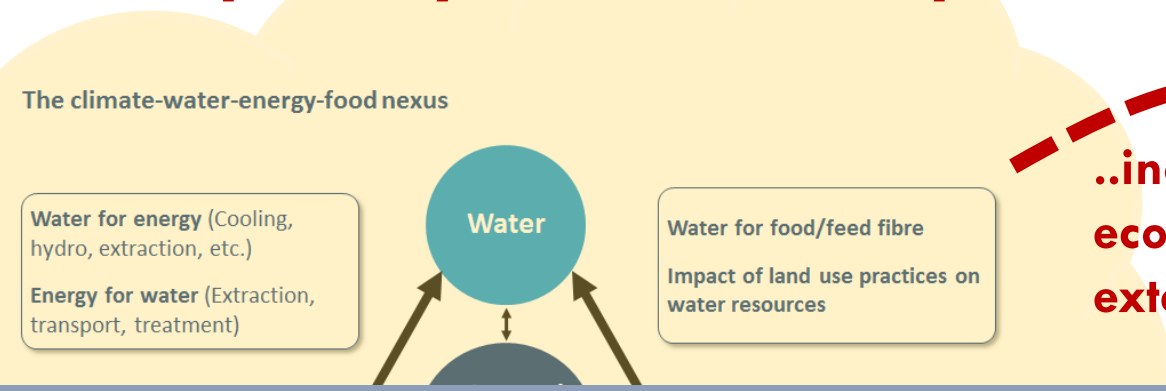 The climate-water-energy-food nexus
Water for energy (Cooling,
hydro, extraction, etc.)
Energy for water (Extraction,
transport, treatment)
Water
Water for food/feed fibre
Impact of land use practices on
water resources